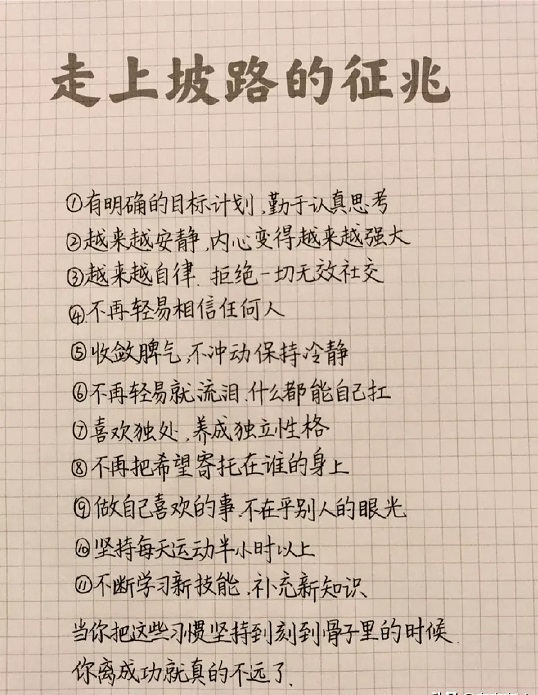 走上坡路的征兆
①有明确的目标计划,勤于认真思考
②越来越安静,内心变得越来越强大
③越来越自律.拒绝一切无效社交
④不再轻易相信任何人
⑤收敛脾气,不冲动保持冷静
⑥不再轻易就流泪.什么都能自己扛
⑦喜欢独处,养成独立性格
⑧不再把希望寄托在谁的身上
⑨做自己喜欢的事.不在乎别人的眼光
⑩坚持每天运动半小时以上
⑪不断学习新技能,补充新知识
当你把这些习惯坚持到刻到骨子里的时候.
你离成功就真的不远了.